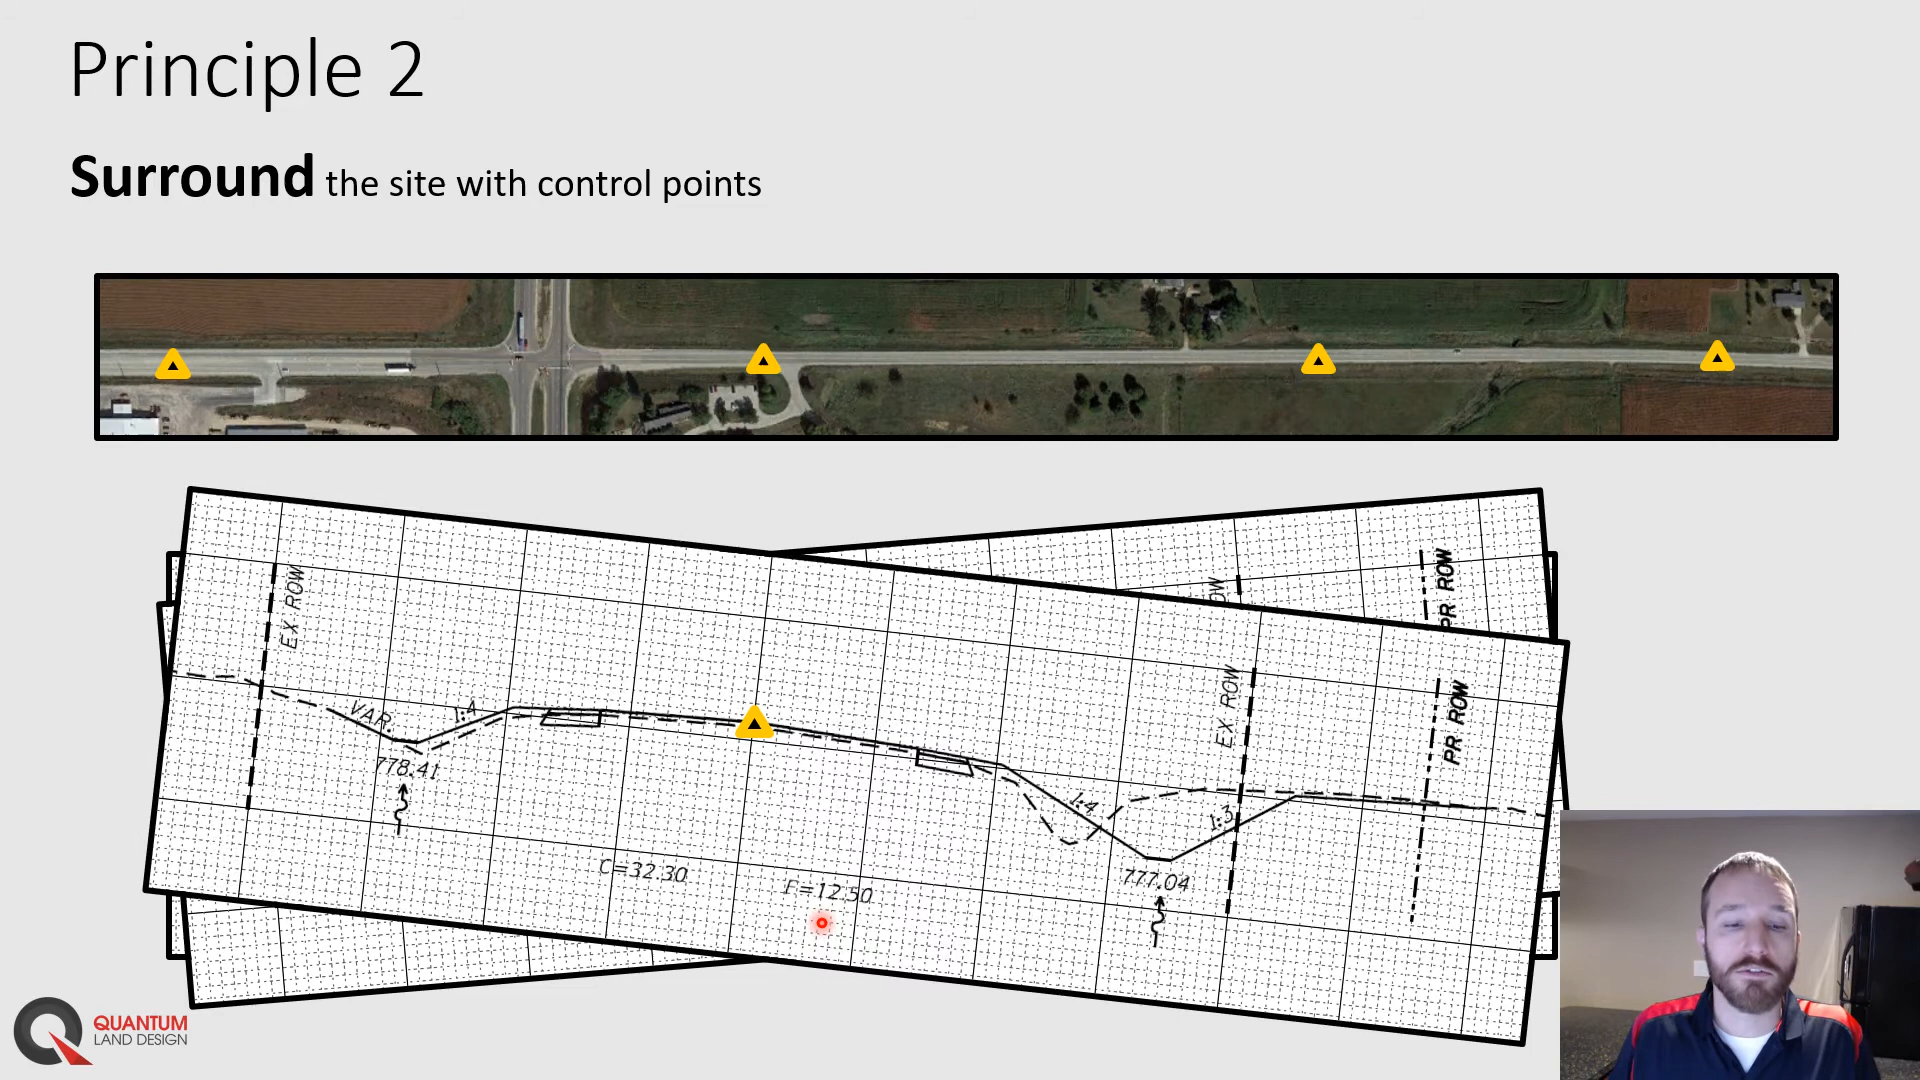 Principle 2
Surround the site with control points
EX ROW
OW
PR ROW
EX ROW
PR ROW
VAR.
1:4
778.41
1:4
1:3
777.04
C=32.30
F=12.50
QUANTUM
LAND DESIGN